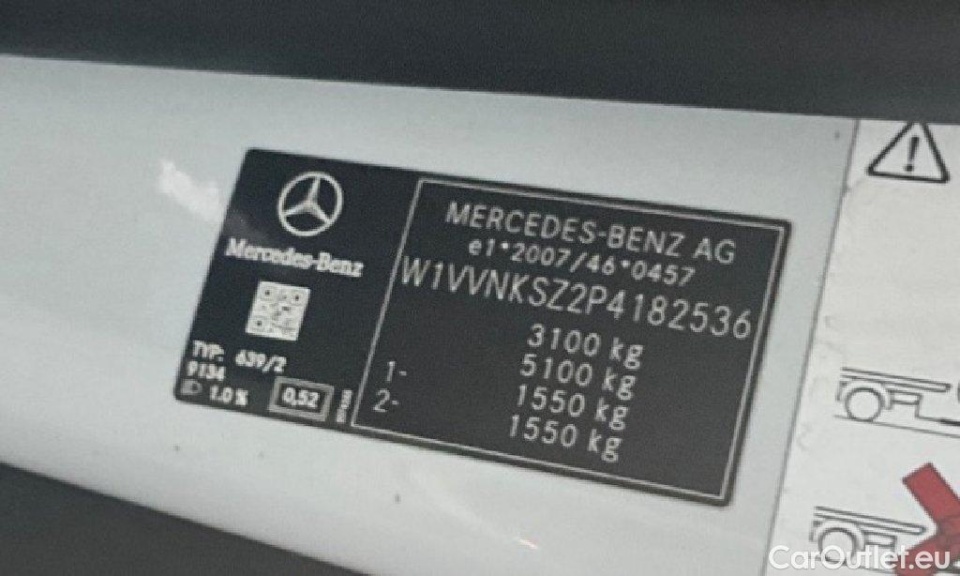 Mercedes-Benz
TYP: 639/2
9134
1.0 %
0,52
MERCEDES-BENZ AG
e1*2007/46*0457
W1VVNKSZ2P4182536
3100 kg
5100 kg
1- 1550 kg
2- 1550 kg
CarOutlet.eu